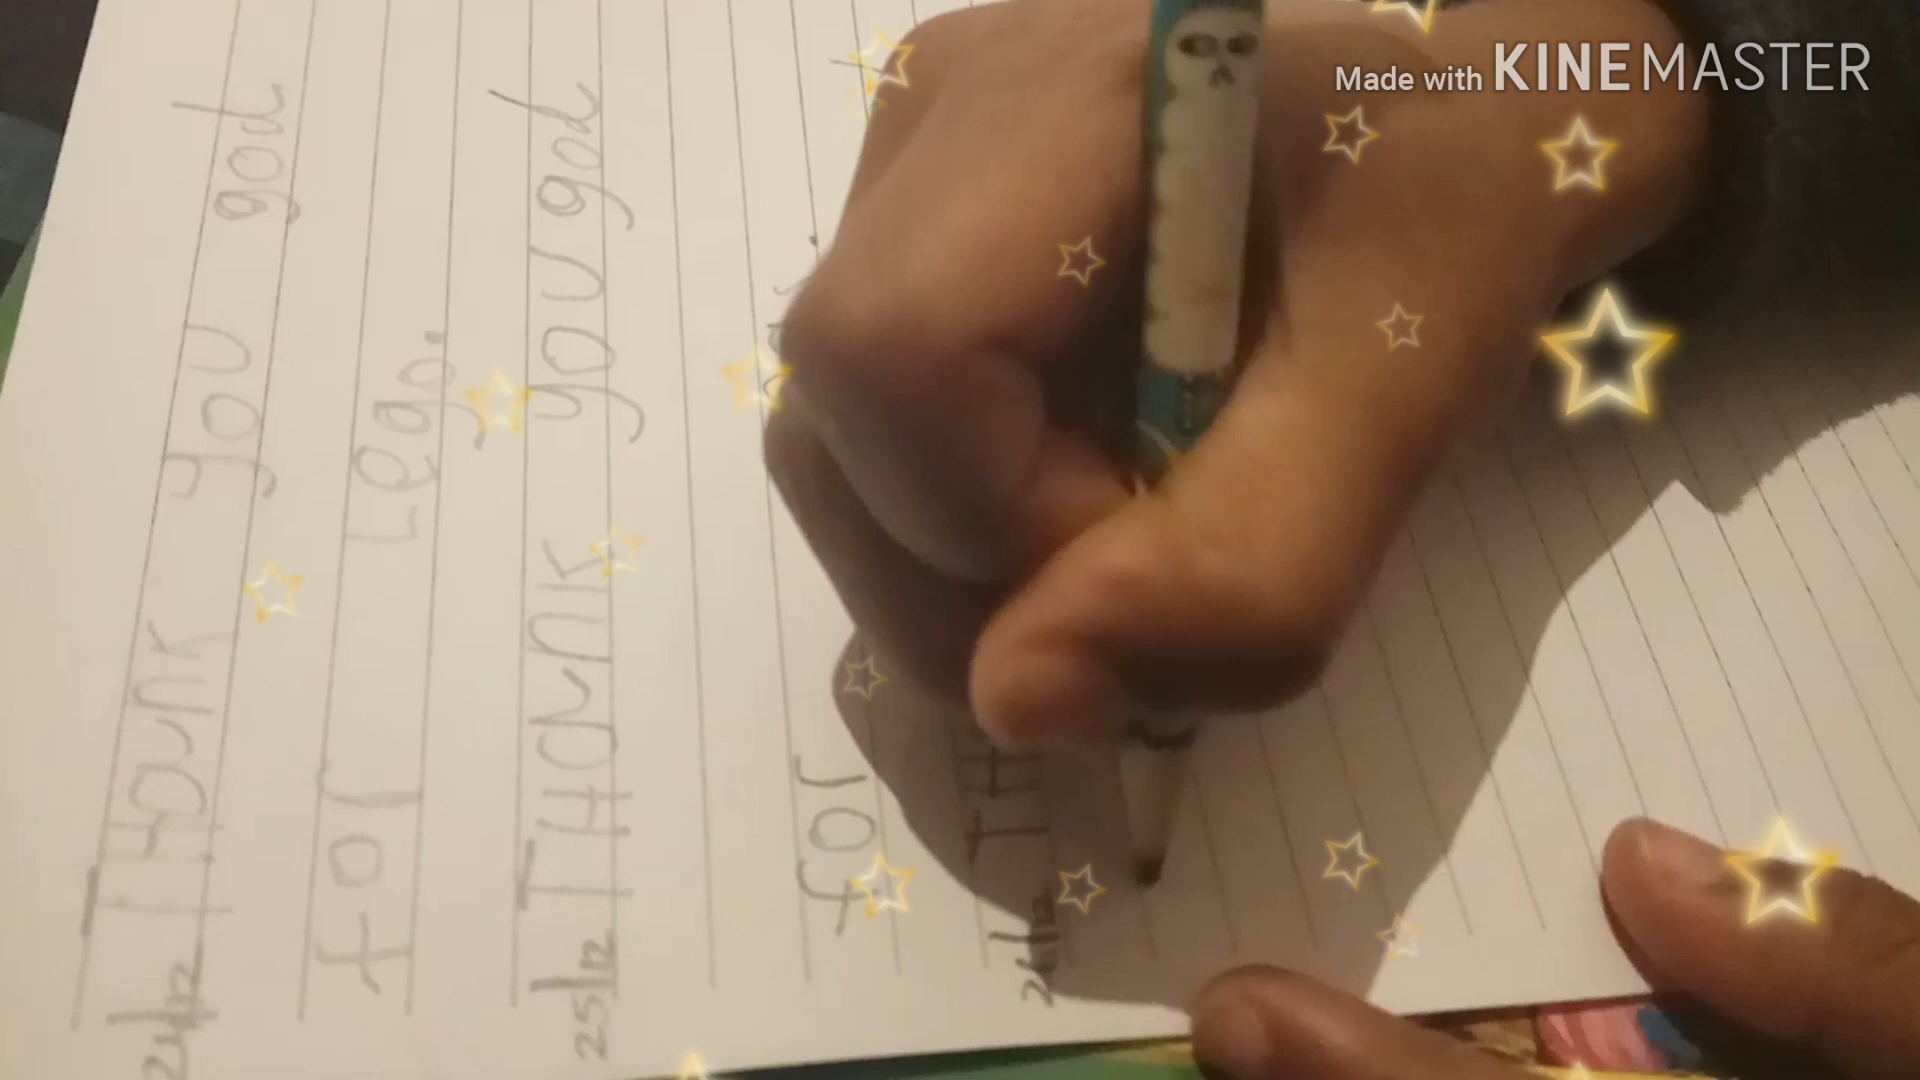 Made with KINEMASTER
24/12 THank you god
for Lego.
25/12 THank you god
for
26/12 TH